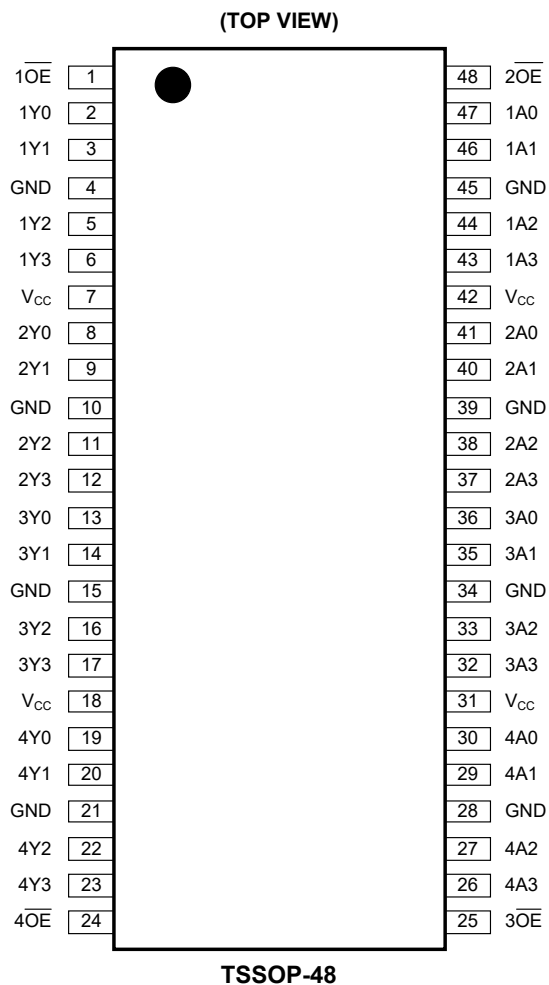 (TOP VIEW)
1O̅E̅ 1 48 2O̅E̅
1Y0 2 47 1A0
1Y1 3 46 1A1
GND 4 45 GND
1Y2 5 44 1A2
1Y3 6 43 1A3
VCC 7 42 VCC
2Y0 8 41 2A0
2Y1 9 40 2A1
GND 10 39 GND
2Y2 11 38 2A2
2Y3 12 37 2A3
3Y0 13 36 3A0
3Y1 14 35 3A1
GND 15 34 GND
3Y2 16 33 3A2
3Y3 17 32 3A3
VCC 18 31 VCC
4Y0 19 30 4A0
4Y1 20 29 4A1
GND 21 28 GND
4Y2 22 27 4A2
4Y3 23 26 4A3
4O̅E̅ 24 25 3O̅E̅
TSSOP-48